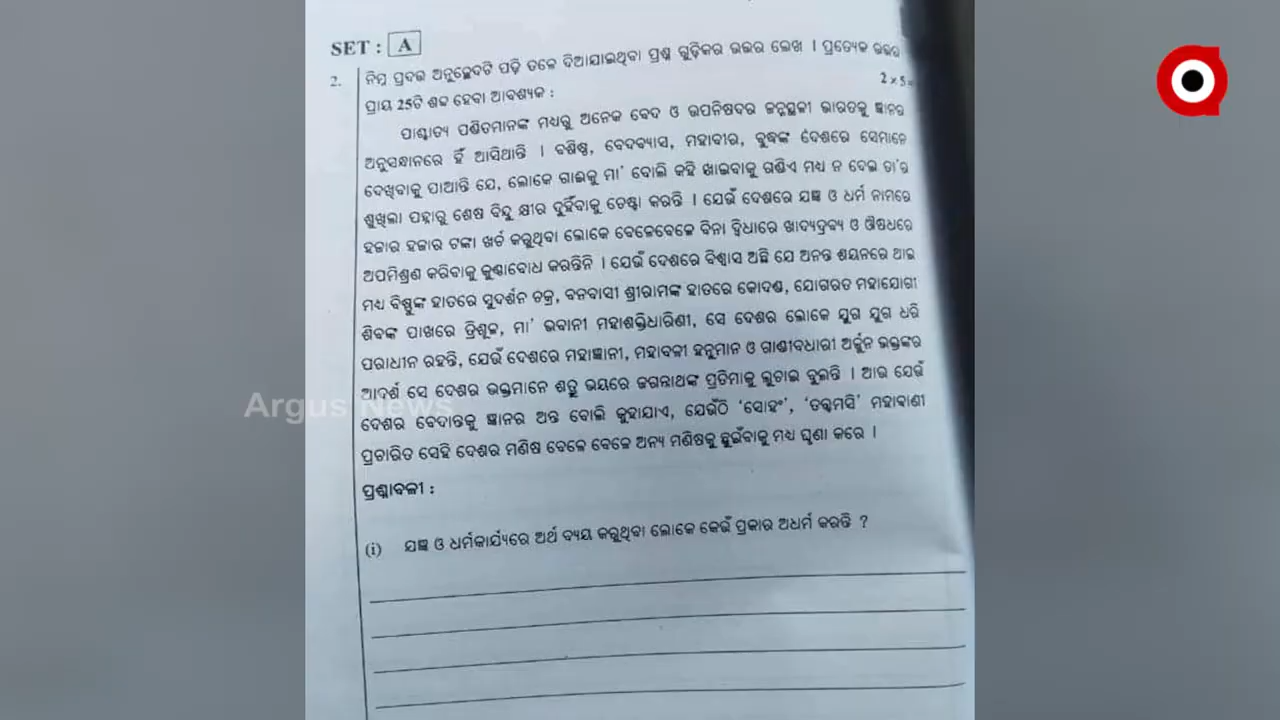 SET : A
2. ନିମ୍ନ ପ୍ରଦତ୍ତ ଅନୁଚ୍ଛେଦଟି ପଢ଼ି ତଳେ ଦିଆଯାଇଥିବା ପ୍ରଶ୍ନ ଗୁଡ଼ିକର ଉତ୍ତର ଲେଖ । ପ୍ରତ୍ୟେକ ଉତ୍ତର
ପ୍ରାୟ 25ଟି ଶବ୍ଦ ହେବା ଆବଶ୍ୟକ : 2 × 5=
ପାଶ୍ଚାତ୍ୟ ପଣ୍ଡିତମାନଙ୍କ ମଧ୍ୟରୁ ଅନେକ ବେଦ ଓ ଉପନିଷଦର ଜନ୍ମସ୍ଥଳୀ ଭାରତକୁ ଜ୍ଞାନର
ଅନୁସନ୍ଧାନରେ ହିଁ ଆସିଥାନ୍ତି । ବଶିଷ୍ଠ, ବେଦବ୍ୟାସ, ମହାବୀର, ବୁଦ୍ଧଙ୍କ ଦେଶରେ ସେମାନେ
ଦେଖିବାକୁ ପାଆନ୍ତି ଯେ, ଲୋକେ ଗାଈକୁ ମା' ବୋଲି କହି ଖାଇବାକୁ ଗଣ୍ଡିଏ ମଧ୍ୟ ନ ଦେଇ ତା'ର
ଶୁଖିଲା ପହ୍ନାରୁ ଶେଷ ବିନ୍ଦୁ କ୍ଷୀର ଦୁହିଁବାକୁ ଚେଷ୍ଟା କରନ୍ତି । ଯେଉଁ ଦେଶରେ ଯଜ୍ଞ ଓ ଧର୍ମ ନାମରେ
ହଜାର ହଜାର ଟଙ୍କା ଖର୍ଚ୍ଚ କରୁଥିବା ଲୋକେ ବେଳେବେଳେ ବିନା ଦ୍ୱିଧାରେ ଖାଦ୍ୟଦ୍ରବ୍ୟ ଓ ଔଷଧରେ
ଅପମିଶ୍ରଣ କରିବାକୁ କୁଣ୍ଠାବୋଧ କରନ୍ତିନି । ଯେଉଁ ଦେଶରେ ବିଶ୍ୱାସ ଅଛି ଯେ ଅନନ୍ତ ଶୟନରେ ଥାଇ
ମଧ୍ୟ ବିଷ୍ଣୁଙ୍କ ହାତରେ ସୁଦର୍ଶନ ଚକ୍ର, ବନବାସୀ ଶ୍ରୀରାମଙ୍କ ହାତରେ କୋଦଣ୍ଡ, ଯୋଗରତ ମହାଯୋଗୀ
ଶିବଙ୍କ ପାଖରେ ତ୍ରିଶୂଳ, ମା' ଭବାନୀ ମହାଶକ୍ତିଧାରିଣୀ, ସେ ଦେଶର ଲୋକେ ଯୁଗ ଯୁଗ ଧରି
ପରାଧୀନ ରହନ୍ତି, ଯେଉଁ ଦେଶରେ ମହାଜ୍ଞାନୀ, ମହାବଳୀ ହନୁମାନ ଓ ଗାଣ୍ଡୀବଧାରୀ ଅର୍ଜୁନ ଭକ୍ତଙ୍କର
ଆଦର୍ଶ ସେ ଦେଶର ଭକ୍ତମାନେ ଶତ୍ରୁ ଭୟରେ ଜଗନ୍ନାଥଙ୍କ ପ୍ରତିମାକୁ ଲୁଚାଇ ବୁଲନ୍ତି । ଆଉ ଯେଉଁ
ଦେଶର ବେଦାନ୍ତକୁ ଜ୍ଞାନର ଅନ୍ତ ବୋଲି କୁହାଯାଏ, ଯେଉଁଠି 'ସୋହଂ', 'ତତ୍ତ୍ୱମସି' ମହାବାଣୀ
ପ୍ରଚାରିତ ସେହି ଦେଶର ମଣିଷ ବେଳେ ବେଳେ ଅନ୍ୟ ମଣିଷକୁ ଛୁଇଁବାକୁ ମଧ୍ୟ ଘୃଣା କରେ ।
ପ୍ରଶ୍ନାବଳୀ :
(i) ଯଜ୍ଞ ଓ ଧର୍ମକାର୍ଯ୍ୟରେ ଅର୍ଥ ବ୍ୟୟ କରୁଥିବା ଲୋକେ କେଉଁ ପ୍ରକାର ଅଧର୍ମ କରନ୍ତି ?
Argus News